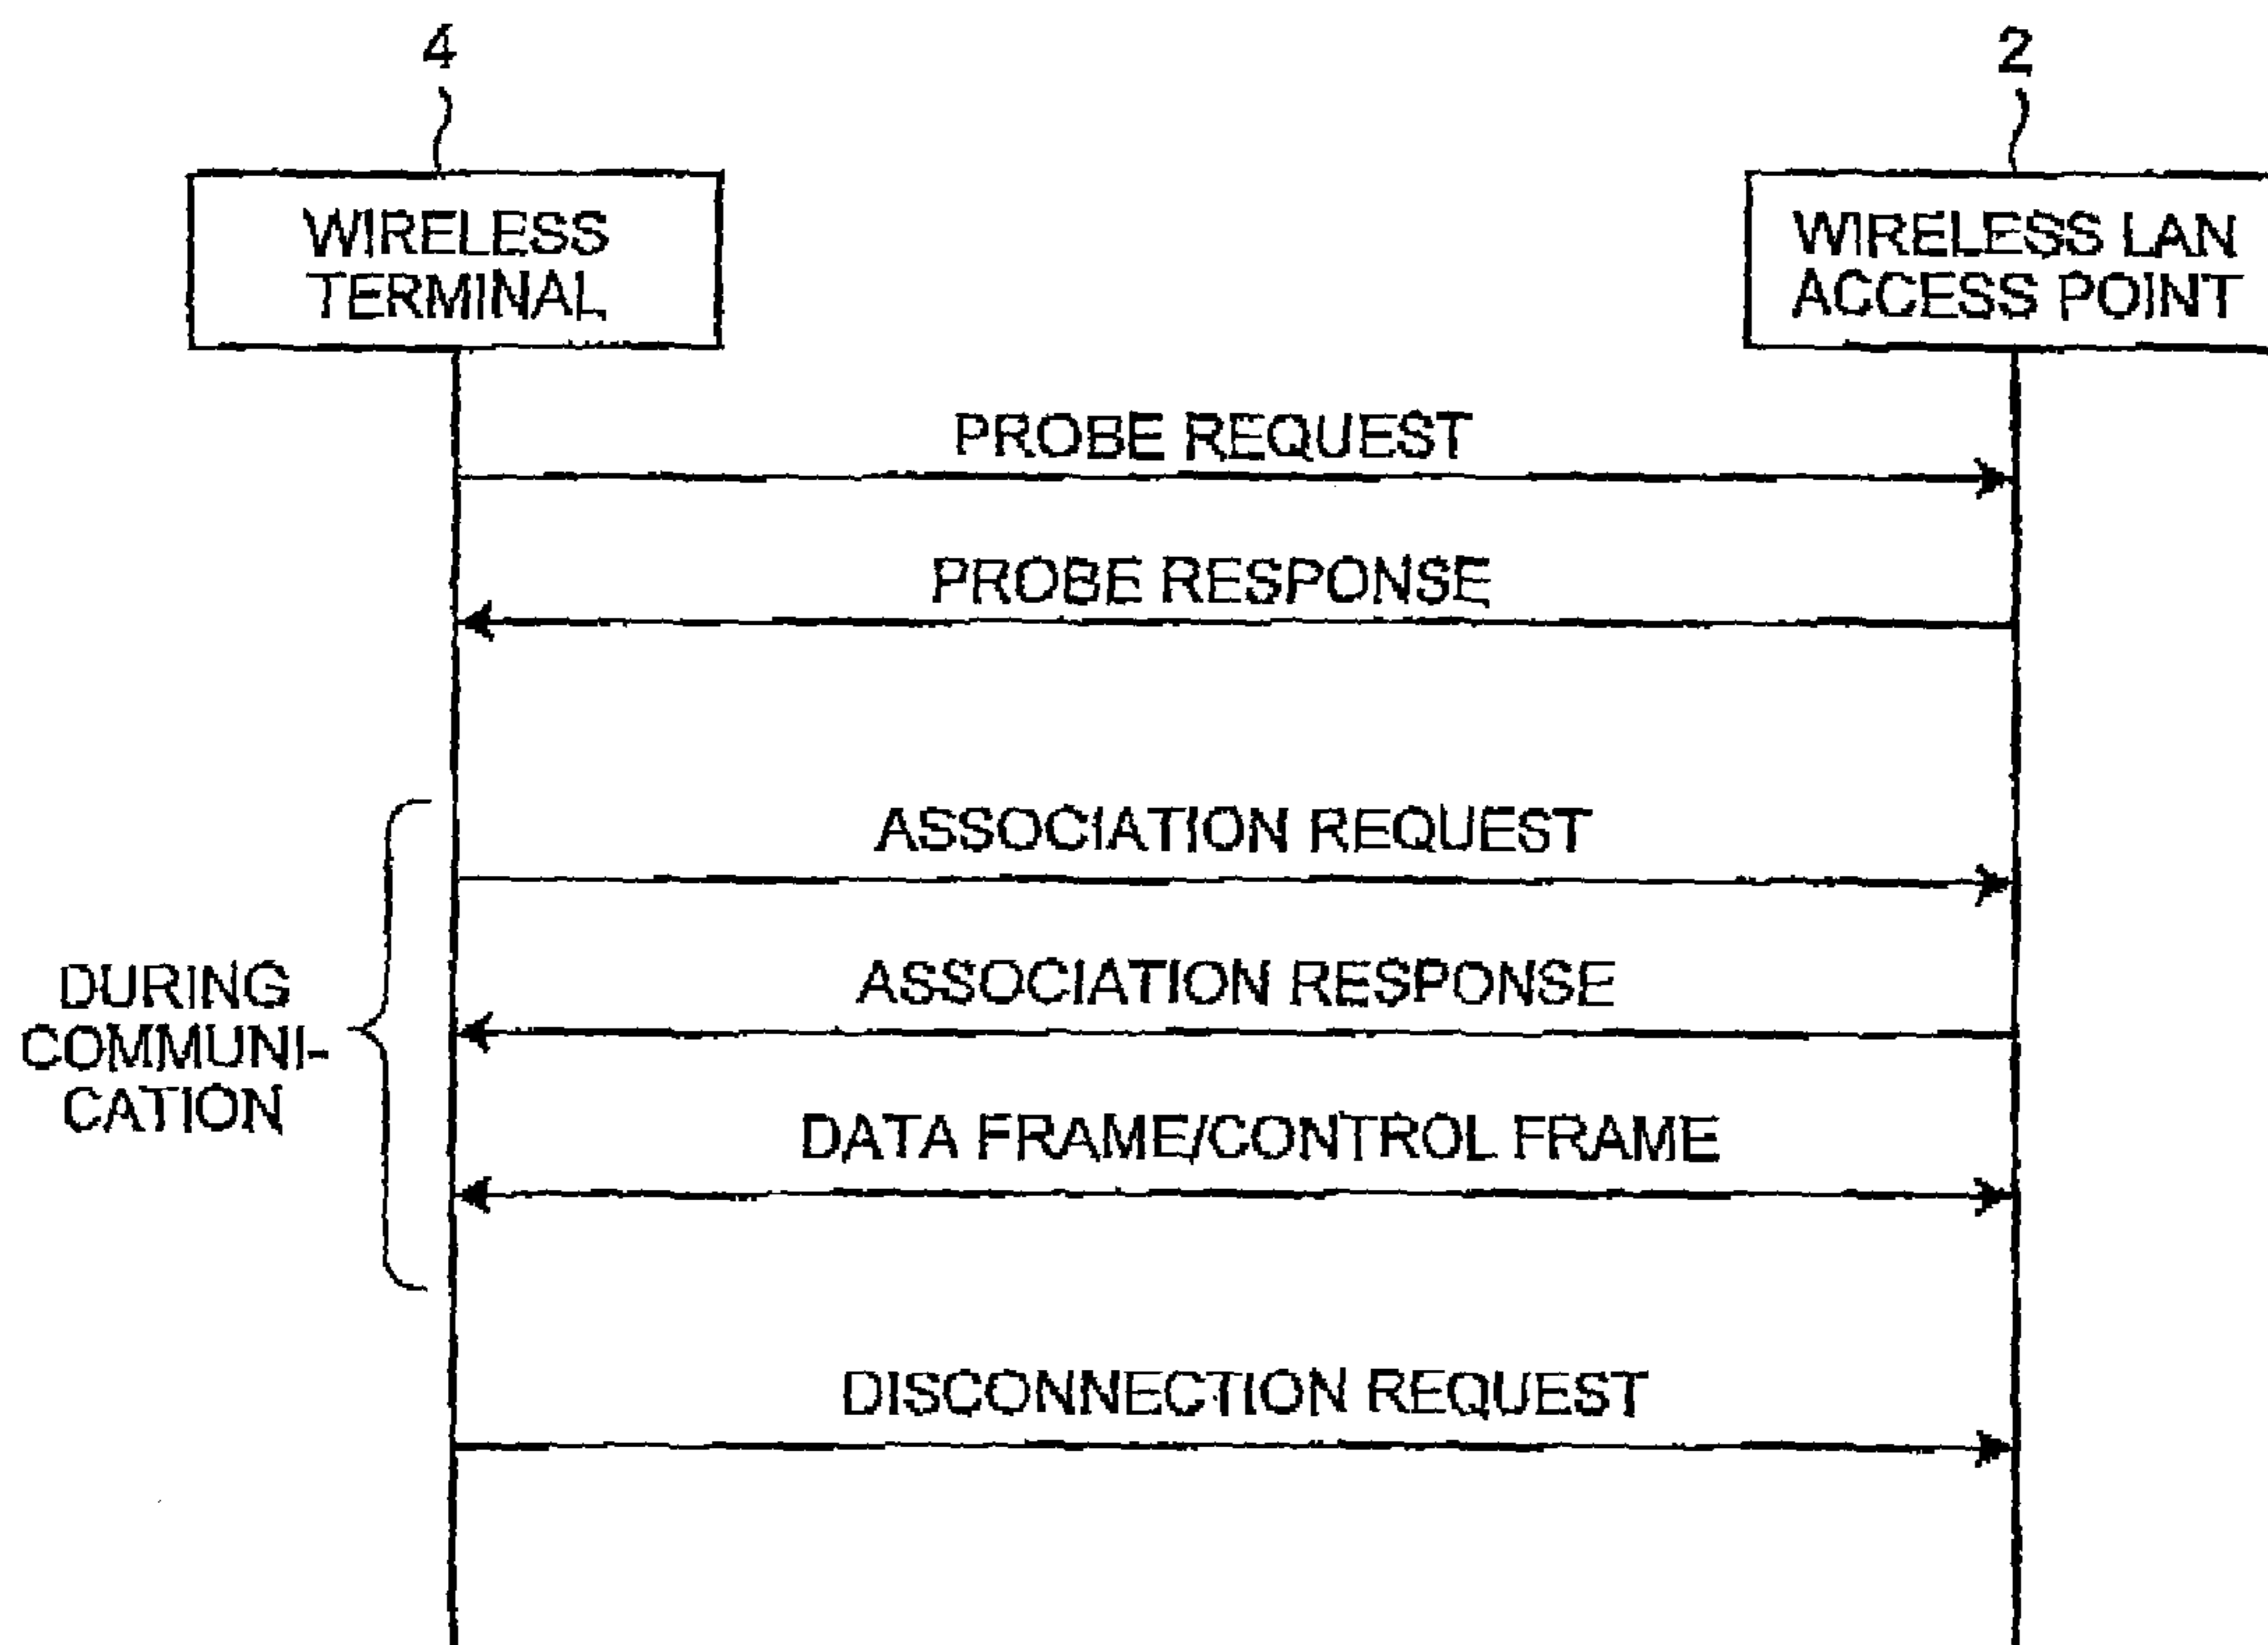 4
2
WIRELESS
TERMINAL
WIRELESS LAN
ACCESS POINT
PROBE REQUEST
PROBE RESPONSE
ASSOCIATION REQUEST
ASSOCIATION RESPONSE
DURING
COMMUNI-
CATION
DATA FRAME/CONTROL FRAME
DISCONNECTION REQUEST